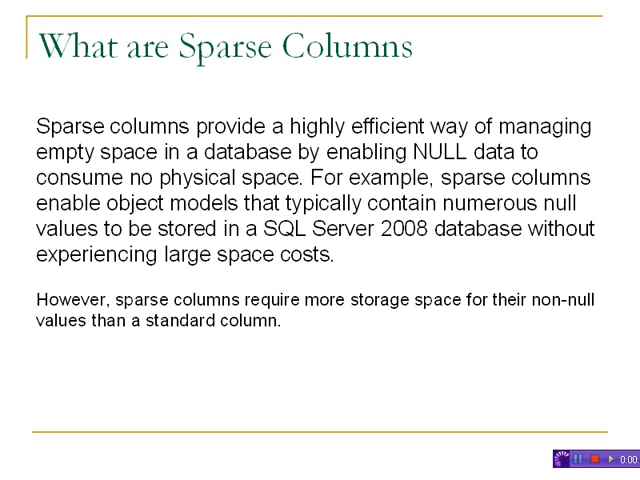 What are Sparse Columns
Sparse columns provide a highly efficient way of managing
empty space in a database by enabling NULL data to
consume no physical space. For example, sparse columns
enable object models that typically contain numerous null
values to be stored in a SQL Server 2008 database without
experiencing large space costs.
However, sparse columns require more storage space for their non-null
values than a standard column.
0:00: